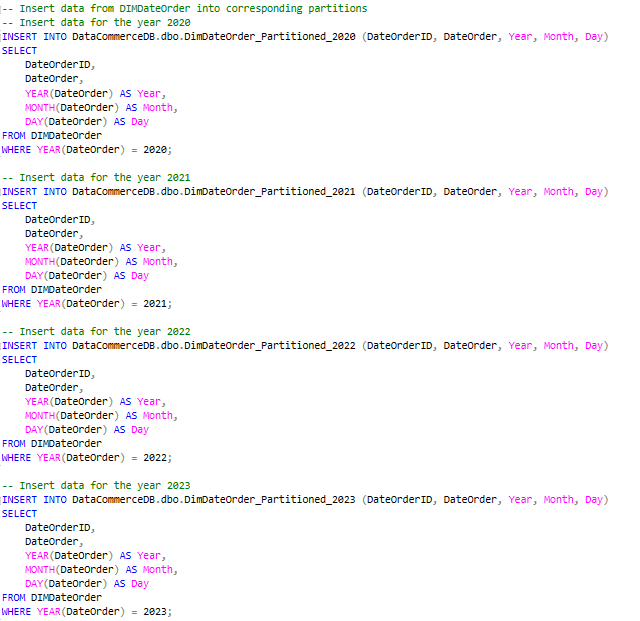 -- Insert data from DIMDateOrder into corresponding partitions
-- Insert data for the year 2020
INSERT INTO DataCommerceDB.dbo.DimDateOrder_Partitioned_2020 (DateOrderID, DateOrder, Year, Month, Day)
SELECT
    DateOrderID,
    DateOrder,
    YEAR(DateOrder) AS Year,
    MONTH(DateOrder) AS Month,
    DAY(DateOrder) AS Day
FROM DIMDateOrder
WHERE YEAR(DateOrder) = 2020;

-- Insert data for the year 2021
INSERT INTO DataCommerceDB.dbo.DimDateOrder_Partitioned_2021 (DateOrderID, DateOrder, Year, Month, Day)
SELECT
    DateOrderID,
    DateOrder,
    YEAR(DateOrder) AS Year,
    MONTH(DateOrder) AS Month,
    DAY(DateOrder) AS Day
FROM DIMDateOrder
WHERE YEAR(DateOrder) = 2021;

-- Insert data for the year 2022
INSERT INTO DataCommerceDB.dbo.DimDateOrder_Partitioned_2022 (DateOrderID, DateOrder, Year, Month, Day)
SELECT
    DateOrderID,
    DateOrder,
    YEAR(DateOrder) AS Year,
    MONTH(DateOrder) AS Month,
    DAY(DateOrder) AS Day
FROM DIMDateOrder
WHERE YEAR(DateOrder) = 2022;

-- Insert data for the year 2023
INSERT INTO DataCommerceDB.dbo.DimDateOrder_Partitioned_2023 (DateOrderID, DateOrder, Year, Month, Day)
SELECT
    DateOrderID,
    DateOrder,
    YEAR(DateOrder) AS Year,
    MONTH(DateOrder) AS Month,
    DAY(DateOrder) AS Day
FROM DIMDateOrder
WHERE YEAR(DateOrder) = 2023;